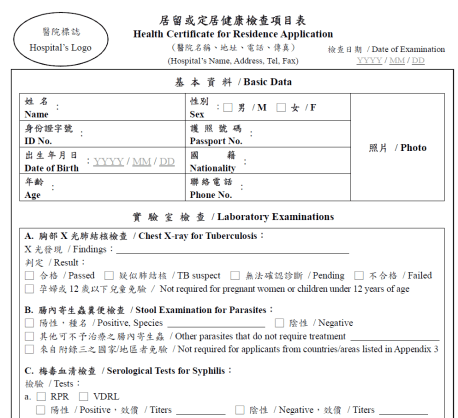 醫院標誌
Hospital's Logo
居留或定居健康檢查項目表
Health Certificate for Residence Application
(醫院名稱、地址、電話、傳真)
(Hospital's Name, Address, Tel, Fax)
檢查日期 / Date of Examination
YYYY / MM / DD
基本資料 / Basic Data
姓名
Name :
性別
Sex : □ 男 / M □ 女 / F
身份證字號
ID No. :
護照號碼
Passport No. :
出生年月日
Date of Birth : YYYY / MM / DD
國籍
Nationality :
年齡
Age :
聯絡電話
Phone No. :
照片 / Photo
實驗室檢查 / Laboratory Examinations
A. 胸部 X 光肺結核檢查 / Chest X-ray for Tuberculosis:
X 光發現 / Findings:
判定 / Result:
□ 合格 / Passed □ 疑似肺結核 / TB suspect □ 無法確認診斷 / Pending □ 不合格 / Failed
□ 孕婦或 12 歲以下兒童免驗 / Not required for pregnant women or children under 12 years of age
B. 腸內寄生蟲糞便檢查 / Stool Examination for Parasites:
□ 陽性,種名 / Positive, Species ____ □ 陰性 / Negative
□ 其他可不予治療之腸內寄生蟲 / Other parasites that do not require treatment ____
□ 來自附錄三之國家/地區者免驗 / Not required for applicants from countries/areas listed in Appendix 3
C. 梅毒血清檢查 / Serological Tests for Syphilis:
檢驗 / Tests:
a. □ RPR □ VDRL
□ 陽性 / Positive,效價 / Titers ____ □ 陰性 / Negative,效價 / Titers ____